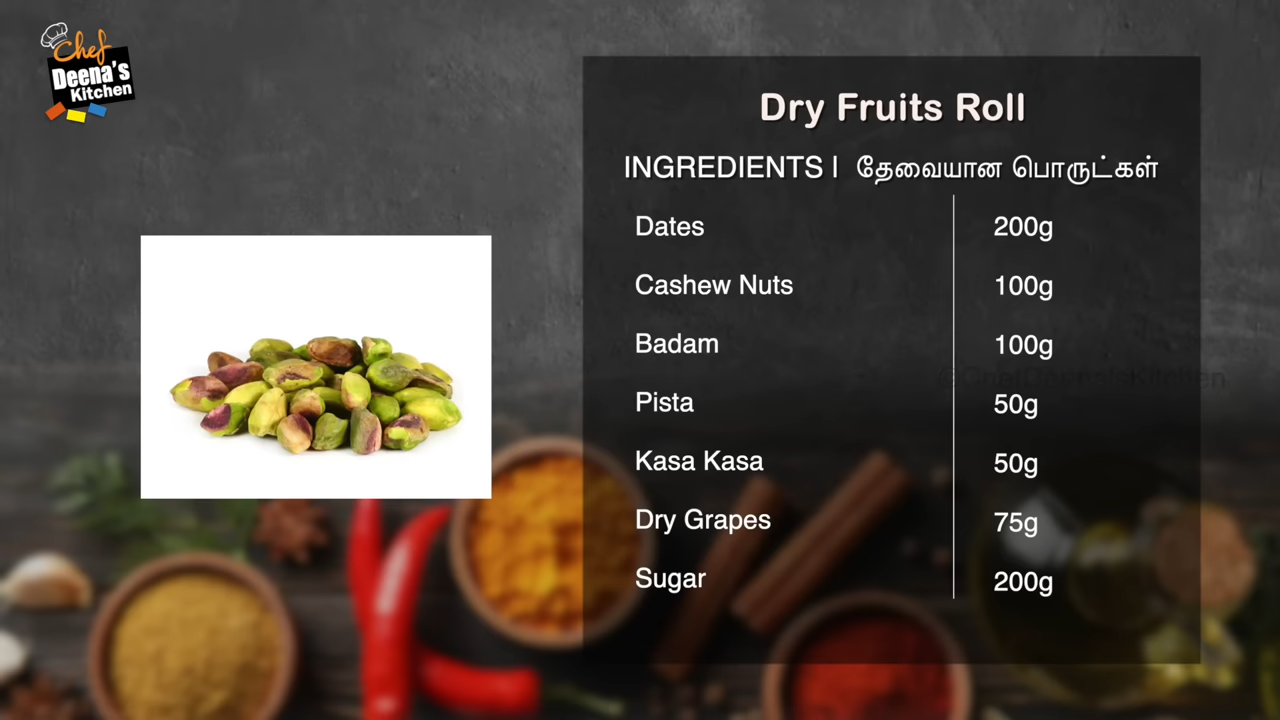 Chef
Deena's
Kitchen
Dry Fruits Roll
INGREDIENTS | தேவையான பொருட்கள்
Dates 200g
Cashew Nuts 100g
Badam 100g
Pista 50g
Kasa Kasa 50g
Dry Grapes 75g
Sugar 200g
@ChefDeenasKitchen